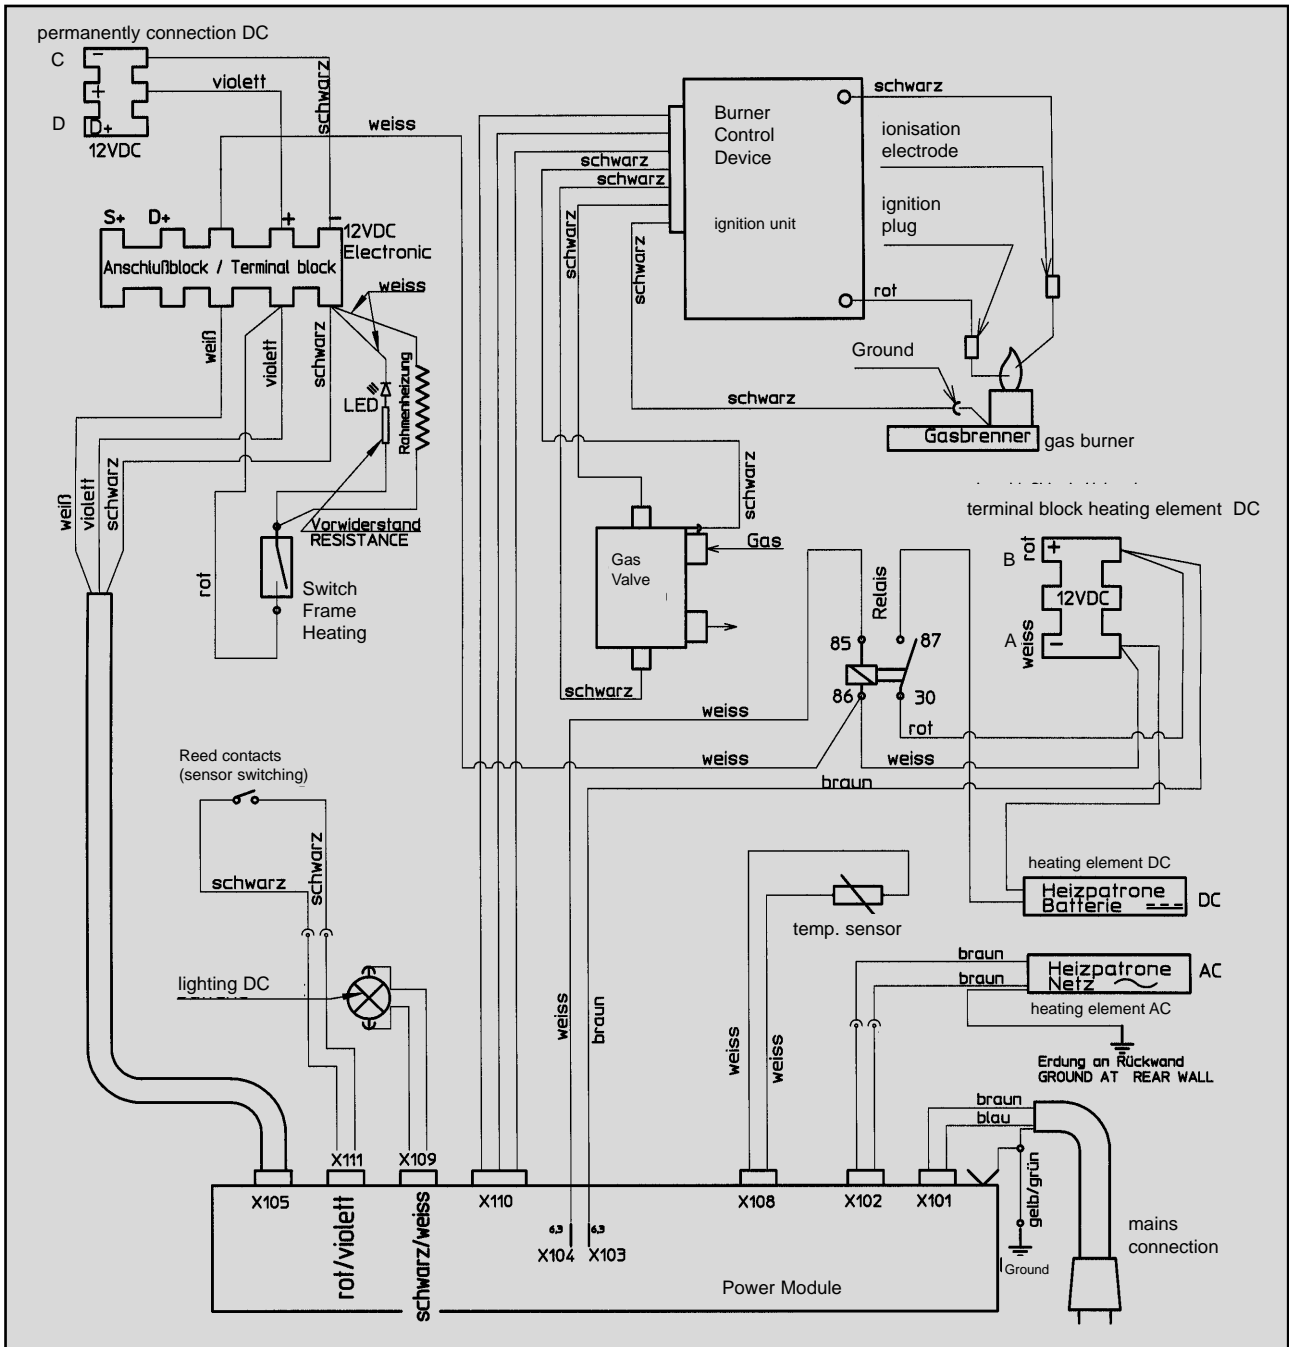 permanently connection DC
C
−
+
D
D+
12VDC
violett
schwarz
weiss
S+
D+
+
−
12VDC
Electronic
Anschlußblock / Terminal block
weiss
weiß
violett
schwarz
LED
Rahmenheizung
weiß
violett
schwarz
rot
Vorwiderstand
RESISTANCE
Switch
Frame
Heating
Burner
Control
Device
ignition unit
schwarz
schwarz
schwarz
schwarz
schwarz
ionisation
electrode
ignition
plug
rot
Ground
schwarz
Gasbrenner
gas burner
schwarz
Gas
Gas
Valve
schwarz
terminal block heating element DC
B
rot
+
12VDC
A
weiss
−
Relais
85
87
86
30
weiss
rot
weiss
weiss
braun
Reed contacts
(sensor switching)
schwarz
schwarz
lighting DC
temp. sensor
heating element DC
Heizpatrone
Batterie
DC
braun
braun
Heizpatrone
Netz
AC
heating element AC
Erdung an Rückwand
GROUND AT REAR WALL
weiss
braun
weiss
weiss
braun
blau
gelb/grün
mains
connection
Ground
X105
X111
rot/violett
X109
schwarz/weiss
X110
6,3
6,3
X104
X103
X108
X102
X101
Power Module